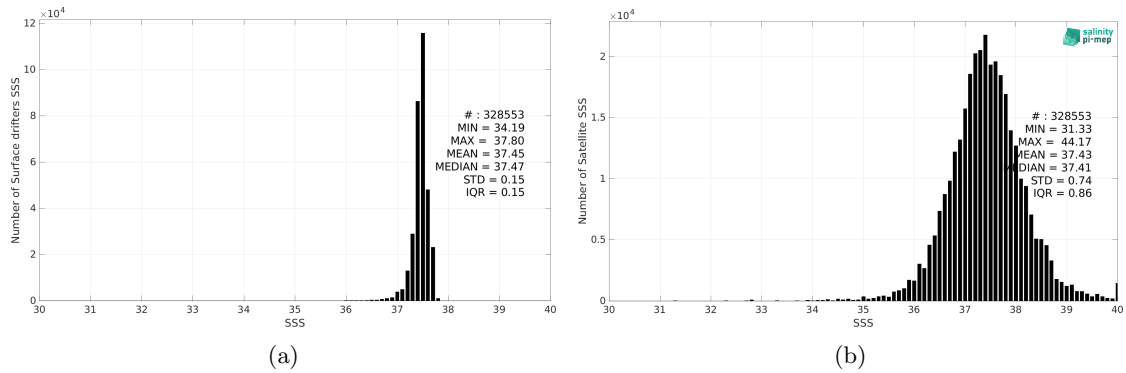 ×10⁴
12
10
8
6
4
2
0
Number of Surface drifters SSS
# : 328553
MIN = 34.19
MAX = 37.80
MEAN = 37.45
MEDIAN = 37.47
STD = 0.15
IQR = 0.15
30 31 32 33 34 35 36 37 38 39 40
SSS
(a)
×10⁴
2
1.5
1
0.5
0
Number of Satellite SSS
salinity
pi-mep
# : 328553
MIN = 31.33
MAX = 44.17
MEAN = 37.43
MEDIAN = 37.41
STD = 0.74
IQR = 0.86
30 31 32 33 34 35 36 37 38 39 40
SSS
(b)